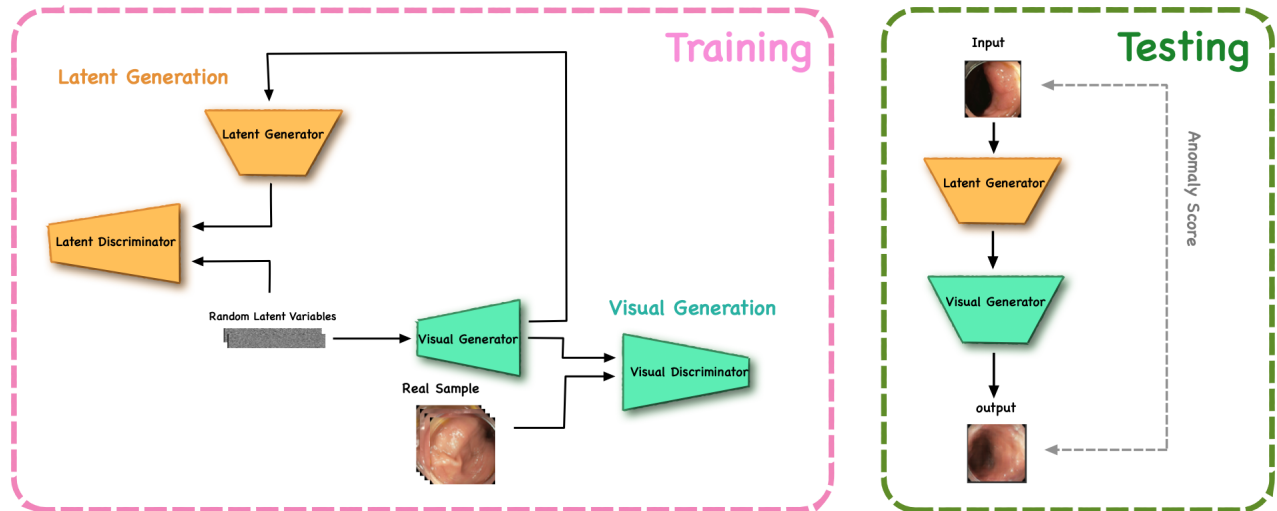 Training
Latent Generation
Latent Generator
Latent Discriminator
Random Latent Variables
Visual Generator
Visual Generation
Visual Discriminator
Real Sample
Testing
Input
Latent Generator
Visual Generator
output
Anomaly Score